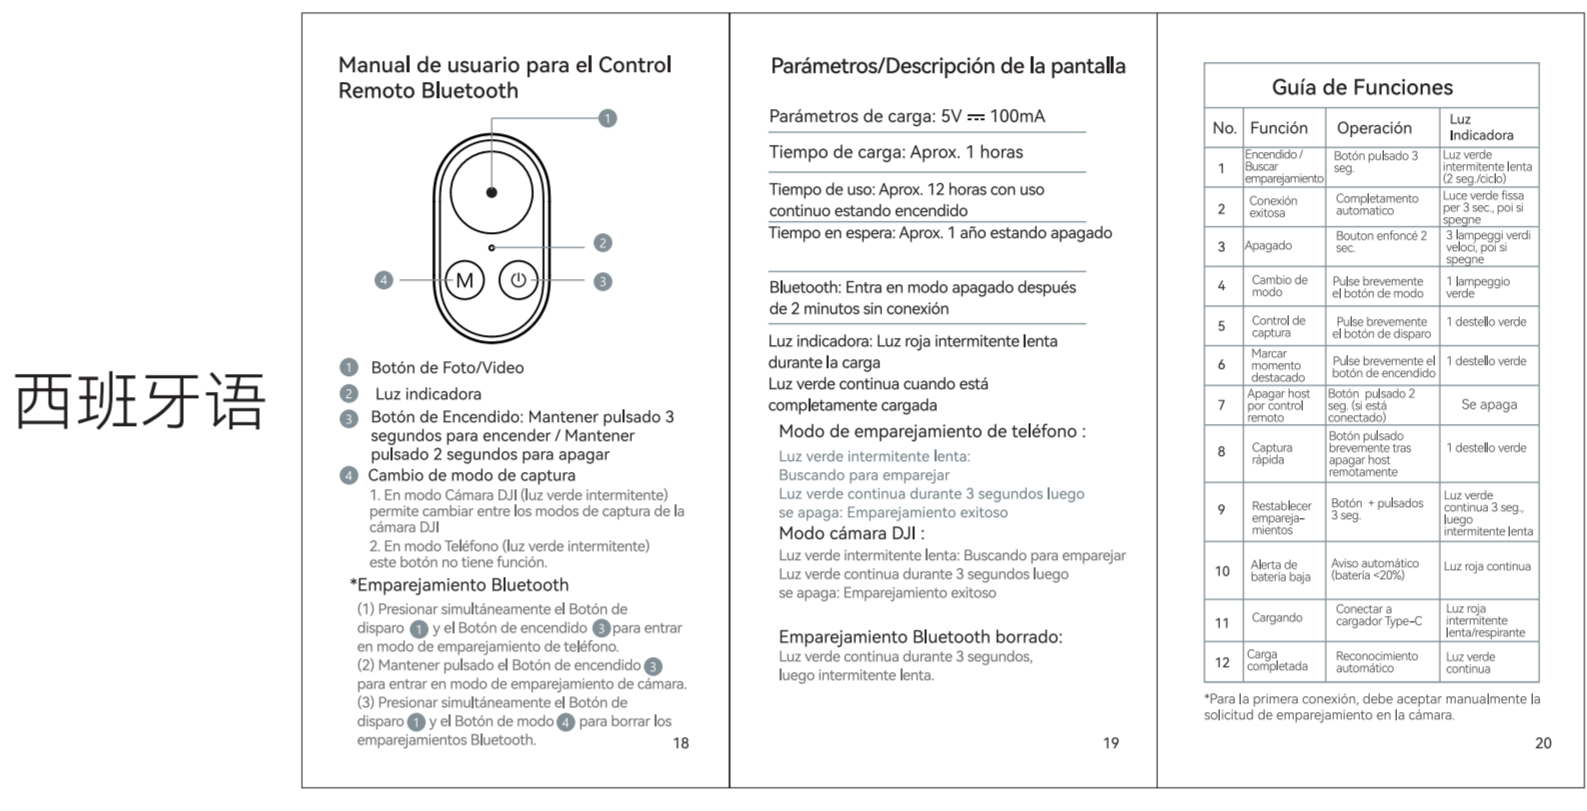 西班牙语
Manual de usuario para el Control
Remoto Bluetooth
1
2
3
4
M
1 Botón de Foto/Video
2 Luz indicadora
3 Botón de Encendido: Mantener pulsado 3
segundos para encender / Mantener
pulsado 2 segundos para apagar
4 Cambio de modo de captura
1. En modo Cámara DJI (luz verde intermitente)
permite cambiar entre los modos de captura de la
cámara DJI
2. En modo Teléfono (luz verde intermitente)
este botón no tiene función.
*Emparejamiento Bluetooth
(1) Presionar simultáneamente el Botón de
disparo 1 y el Botón de encendido 3 para entrar
en modo de emparejamiento de teléfono.
(2) Mantener pulsado el Botón de encendido 3
para entrar en modo de emparejamiento de cámara.
(3) Presionar simultáneamente el Botón de
disparo 1 y el Botón de modo 4 para borrar los
emparejamientos Bluetooth.
18
Parámetros/Descripción de la pantalla
Parámetros de carga: 5V ⎓ 100mA
Tiempo de carga: Aprox. 1 horas
Tiempo de uso: Aprox. 12 horas con uso
continuo estando encendido
Tiempo en espera: Aprox. 1 año estando apagado
Bluetooth: Entra en modo apagado después
de 2 minutos sin conexión
Luz indicadora: Luz roja intermitente lenta
durante la carga
Luz verde continua cuando está
completamente cargada
Modo de emparejamiento de teléfono :
Luz verde intermitente lenta:
Buscando para emparejar
Luz verde continua durante 3 segundos luego
se apaga: Emparejamiento exitoso
Modo cámara DJI :
Luz verde intermitente lenta: Buscando para emparejar
Luz verde continua durante 3 segundos luego
se apaga: Emparejamiento exitoso
Emparejamiento Bluetooth borrado:
Luz verde continua durante 3 segundos,
luego intermitente lenta.
19
Guía de Funciones
No. Función Operación Luz
Indicadora
1
Encendido /
Buscar
emparejamiento
Botón pulsado 3
seg.
Luz verde
intermitente lenta
(2 seg./ciclo)
2
Conexión
exitosa
Completamento
automatico
Luce verde fissa
per 3 sec., poi si
spegne
3
Apagado
Bouton enfoncé 2
sec.
3 lampeggi verdi
veloci, poi si
spegne
4
Cambio de
modo
Pulse brevemente
el botón de modo
1 lampeggio
verde
5
Control de
captura
Pulse brevemente
el botón de disparo
1 destello verde
6
Marcar
momento
destacado
Pulse brevemente el
botón de encendido
1 destello verde
7
Apagar host
por control
remoto
Botón pulsado 2
seg. (si está
conectado)
Se apaga
8
Captura
rápida
Botón pulsado
brevemente tras
apagar host
remotamente
1 destello verde
9
Restablecer
empareja-
mientos
Botón + pulsados
3 seg.
Luz verde
continua 3 seg.,
luego
intermitente lenta
10
Alerta de
batería baja
Aviso automático
(batería <20%)
Luz roja continua
11
Cargando
Conectar a
cargador Type-C
Luz roja
intermitente
lenta/respirante
12
Carga
completada
Reconocimiento
automático
Luz verde
continua
*Para la primera conexión, debe aceptar manualmente la
solicitud de emparejamiento en la cámara.
20